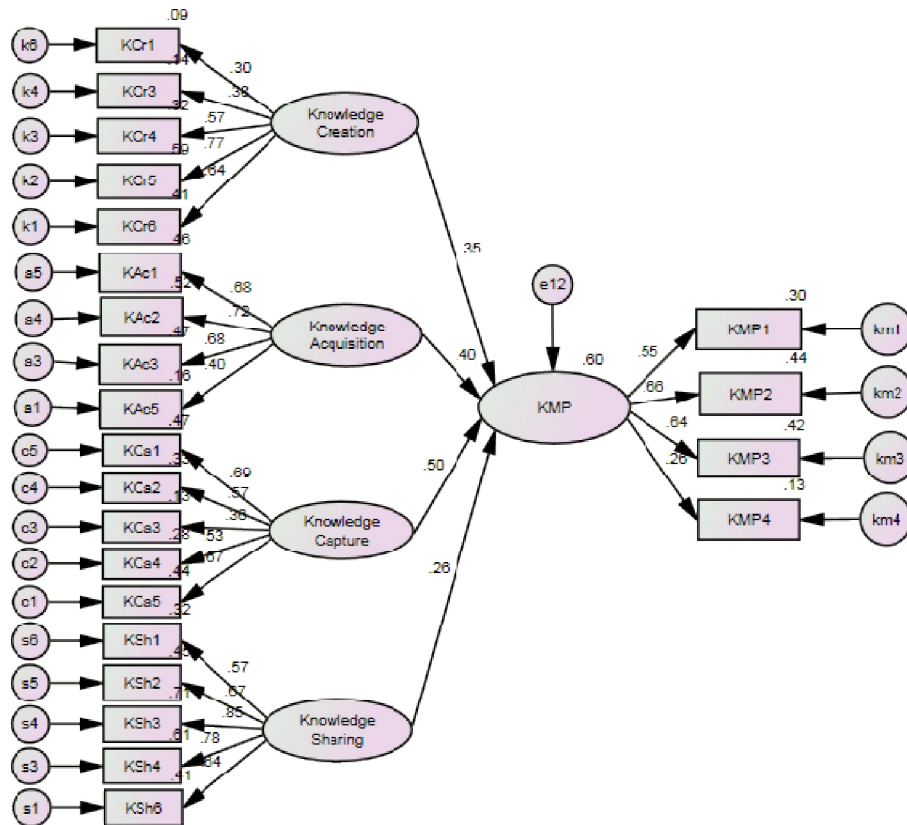 .09
k6
KCr1
.14
.30
k4
KCr3
.38
.32
k3
KCr4
.57
.59
.77
k2
KCr5
.64
.41
k1
KCr6
.46
Knowledge
Creation
.35
a5
KAc1
.52
.68
a4
KAc2
.72
.47
a3
KAc3
.68
.16
.40
a1
KAc5
.47
Knowledge
Acquisition
.40
c5
KCa1
.33
.69
c4
KCa2
.57
.13
c3
KCa3
.36
.28
.53
c2
KCa4
.67
.44
c1
KCa5
.32
Knowledge
Capture
.50
s6
KSh1
.45
.57
s5
KSh2
.67
.71
s4
KSh3
.85
.61
.78
s3
KSh4
.64
.41
s1
KSh6
Knowledge
Sharing
.26
e12
.60
KMP
.30
.55
KMP1
km1
.44
.66
KMP2
km2
.42
.64
KMP3
km3
.13
KMP4
km4